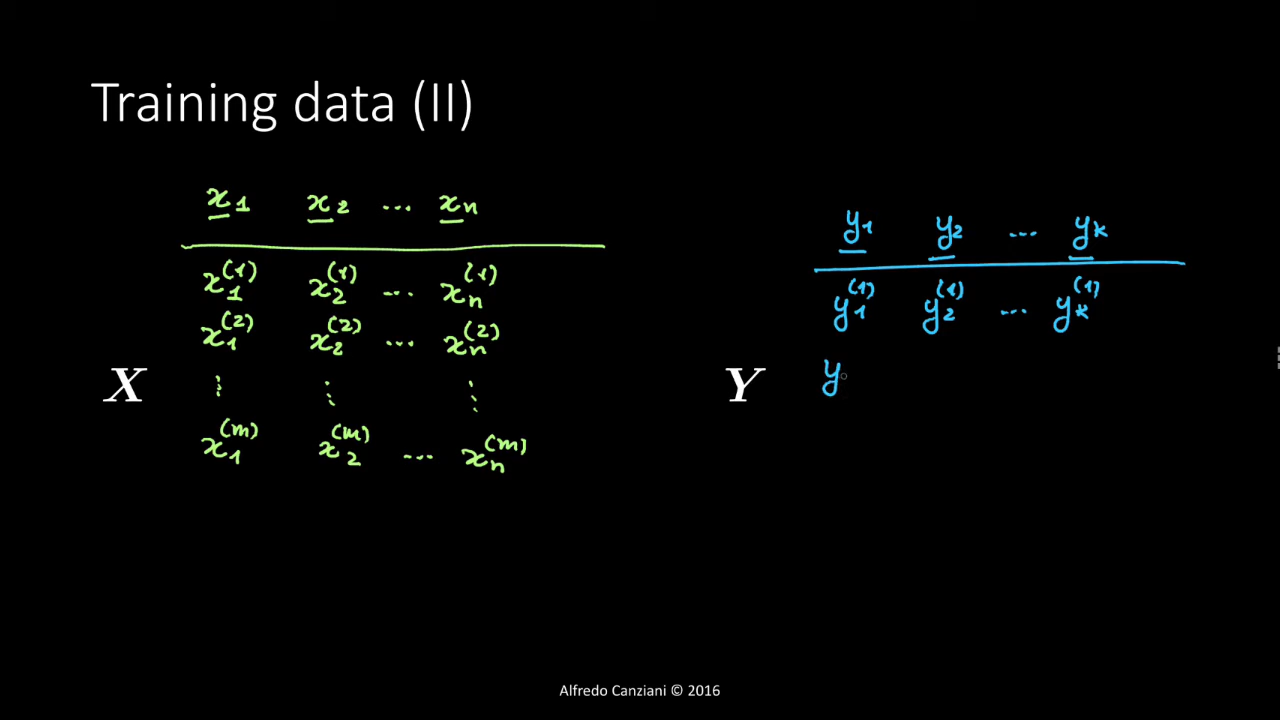 Training data (II)
x₁ x₂ ... xₙ
x₁⁽¹⁾ x₂⁽¹⁾ ... xₙ⁽¹⁾
x₁⁽²⁾ x₂⁽²⁾ ... xₙ⁽²⁾
X ⋮ ⋮ ⋮
x₁⁽ᵐ⁾ x₂⁽ᵐ⁾ ... xₙ⁽ᵐ⁾
y₁ y₂ ... yₖ
y₁⁽¹⁾ y₂⁽¹⁾ ... yₖ⁽¹⁾
Y y
Alfredo Canziani © 2016